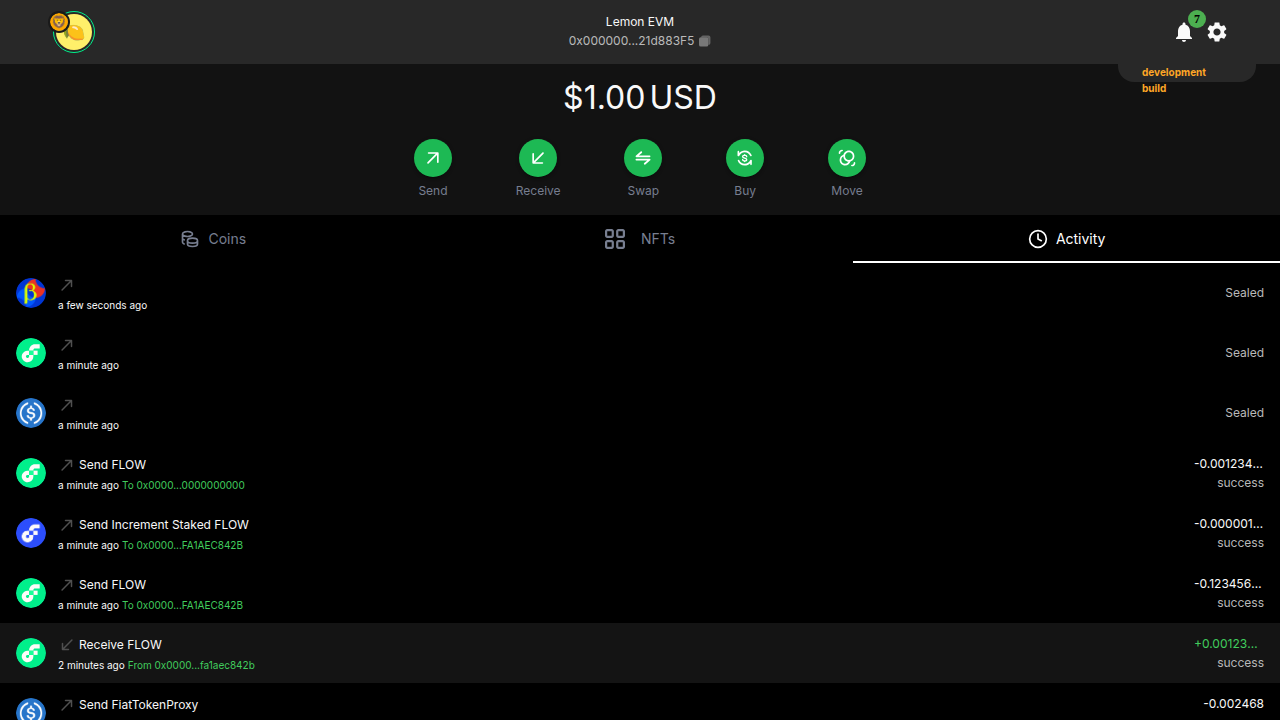 Lemon EVM
0x000000...21d883F5
7
development
build
$1.00 USD
Send
Receive
Swap
Buy
Move
Coins
NFTs
Activity
a few seconds ago
Sealed
a minute ago
Sealed
a minute ago
Sealed
Send FLOW
-0.001234...
a minute ago To 0x0000...0000000000
success
Send Increment Staked FLOW
-0.000001...
a minute ago To 0x0000...FA1AEC842B
success
Send FLOW
-0.123456...
a minute ago To 0x0000...FA1AEC842B
success
Receive FLOW
+0.00123...
2 minutes ago From 0x0000...fa1aec842b
success
Send FiatTokenProxy
-0.002468